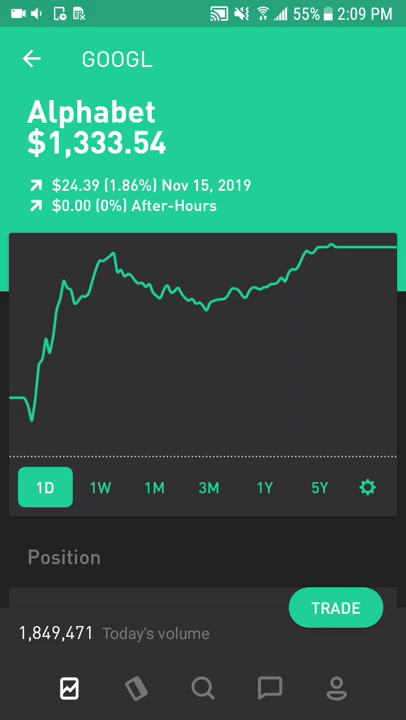 55% 2:09 PM
GOOGL
Alphabet
$1,333.54
$24.39 (1.86%) Nov 15, 2019
$0.00 (0%) After-Hours
1D 1W 1M 3M 1Y 5Y
Position
TRADE
1,849,471 Today's volume